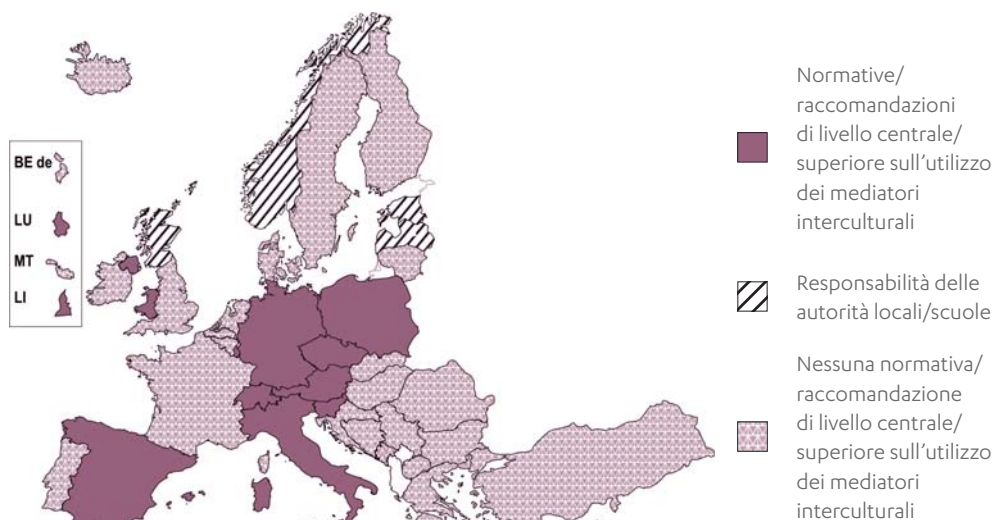 BE de
LU
MT
LI
Normative/
raccomandazioni
di livello centrale/
superiore sull’utilizzo
dei mediatori
interculturali
Responsabilità delle
autorità locali/scuole
Nessuna normativa/
raccomandazione
di livello centrale/
superiore sull’utilizzo
dei mediatori
interculturali